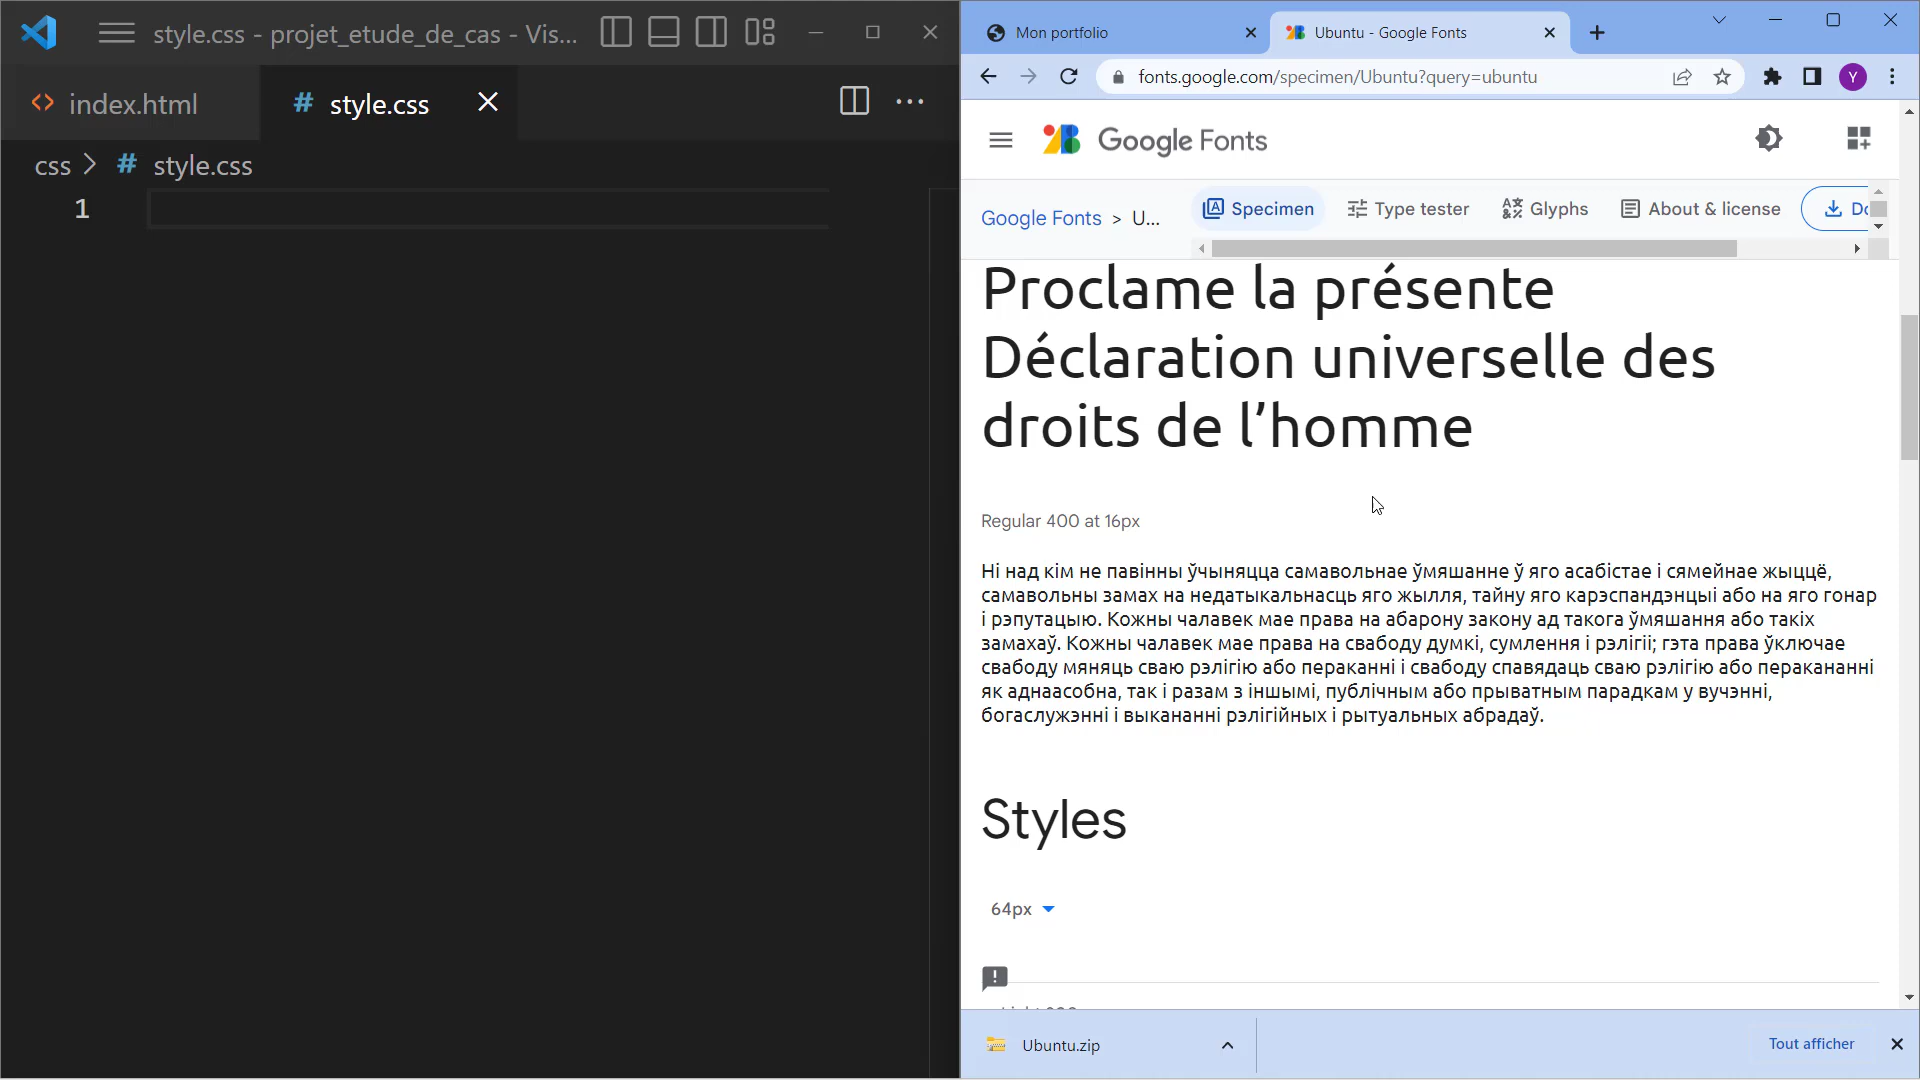 style.css - projet_etude_de_cas - Vis...
index.html
# style.css
css > # style.css
1
Mon portfolio
Ubuntu - Google Fonts
fonts.google.com/specimen/Ubuntu?query=ubuntu
Y
Google Fonts
Google Fonts > U...
Specimen
Type tester
Glyphs
About & license
Proclame la présente
Déclaration universelle des
droits de l’homme
Regular 400 at 16px
Ні над кім не павінны ўчыняцца самавольнае ўмяшанне ў яго асабістае і сямейнае жыццё,
самавольны замах на недатыкальнасць яго жылля, тайну яго карэспандэнцыі або на яго гонар
і рэпутацыю. Кожны чалавек мае права на абарону закону ад такога ўмяшання або такіх
замахаў. Кожны чалавек мае права на свабоду думкі, сумлення і рэлігіі; гэта права ўключае
свабоду мяняць сваю рэлігію або перакан­ні і свабоду спавядаць сваю рэлігію або перакананні
як аднаасобна, так і разам з іншымі, публічным або прыватным парадкам у вучэнні,
богаслужэнні і выкананні рэлігійных і рытуальных абрадаў.
Styles
64px
Ubuntu.zip
Tout afficher